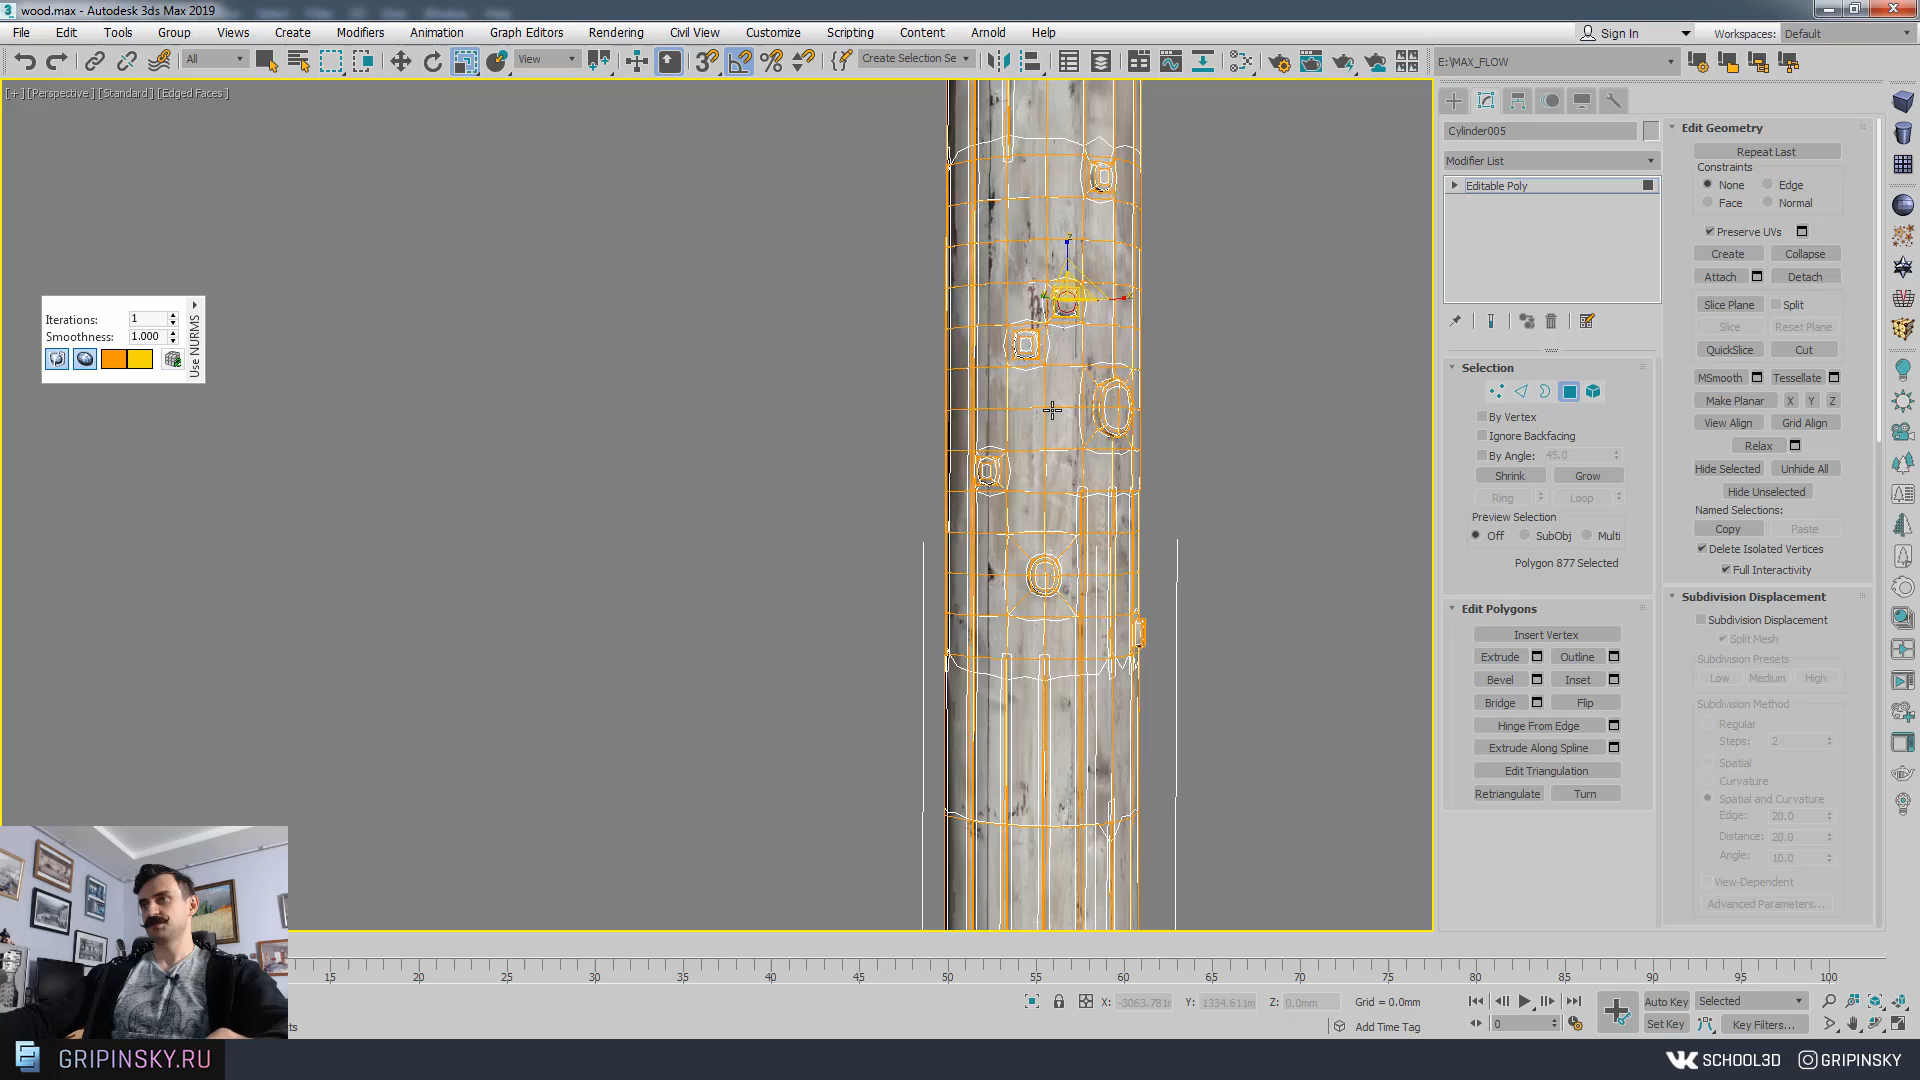 wood.max - Autodesk 3ds Max 2019
File Edit Tools Group Views Create Modifiers Animation Graph Editors Rendering Civil View Customize Scripting Content Arnold Help
Sign In Workspaces: Default
All View Create Selection Se E:\MAX_FLOW
[+] [Perspective] [Standard] [Edged Faces]
Iterations: 1
Smoothness: 1.000
Use NURMS
Cylinder005
Modifier List
Editable Poly
Selection
By Vertex
Ignore Backfacing
By Angle: 45.0
Shrink Grow
Ring Loop
Preview Selection
Off SubObj Multi
Polygon 877 Selected
Edit Polygons
Insert Vertex
Extrude Outline
Bevel Inset
Bridge Flip
Hinge From Edge
Extrude Along Spline
Edit Triangulation
Retriangulate Turn
Edit Geometry
Repeat Last
Constraints
None Edge
Face Normal
Preserve UVs
Create Collapse
Attach Detach
Slice Plane Split
Slice Reset Plane
QuickSlice Cut
MSmooth Tessellate
Make Planar X Y Z
View Align Grid Align
Relax
Hide Selected Unhide All
Hide Unselected
Named Selections:
Copy Paste
Delete Isolated Vertices
Full Interactivity
Subdivision Displacement
Subdivision Displacement
Split Mesh
Subdivision Presets
Low Medium High
Subdivision Method
Regular
Steps: 2
Spatial
Curvature
Spatial and Curvature
Edge: 20.0
Distance: 20.0
Angle: 10.0
View-Dependent
Advanced Parameters...
15 20 25 30 35 40 45 50 55 60 65 70 75 80 85 90 95 100
X: -3063.781m Y: 1334.611m Z: 0.0mm Grid = 0.0mm
Auto Key Selected
Add Time Tag
0
Set Key Key Filters...
GRIPINSKY.RU
SCHOOL3D GRIPINSKY